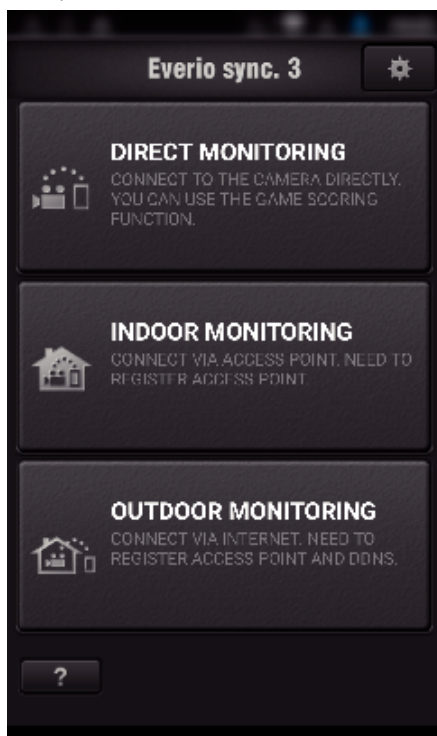 Everio sync. 3
DIRECT MONITORING
CONNECT TO THE CAMERA DIRECTLY.
YOU CAN USE THE GAME SCORING
FUNCTION.
INDOOR MONITORING
CONNECT VIA ACCESS POINT. NEED TO
REGISTER ACCESS POINT.
OUTDOOR MONITORING
CONNECT VIA INTERNET. NEED TO
REGISTER ACCESS POINT AND DDNS.
?